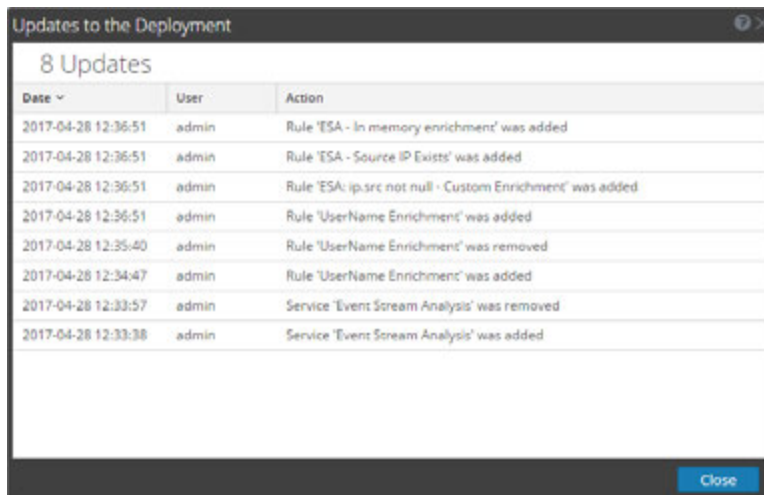 Updates to the Deployment
8 Updates
Date User Action
2017-04-28 12:36:51 admin Rule 'ESA - In memory enrichment' was added
2017-04-28 12:36:51 admin Rule 'ESA - Source IP Exists' was added
2017-04-28 12:36:51 admin Rule 'ESA: ip.src not null - Custom Enrichment' was added
2017-04-28 12:36:51 admin Rule 'UserName Enrichment' was added
2017-04-28 12:35:40 admin Rule 'UserName Enrichment' was removed
2017-04-28 12:34:47 admin Rule 'UserName Enrichment' was added
2017-04-28 12:33:57 admin Service 'Event Stream Analysis' was removed
2017-04-28 12:33:38 admin Service 'Event Stream Analysis' was added
Close